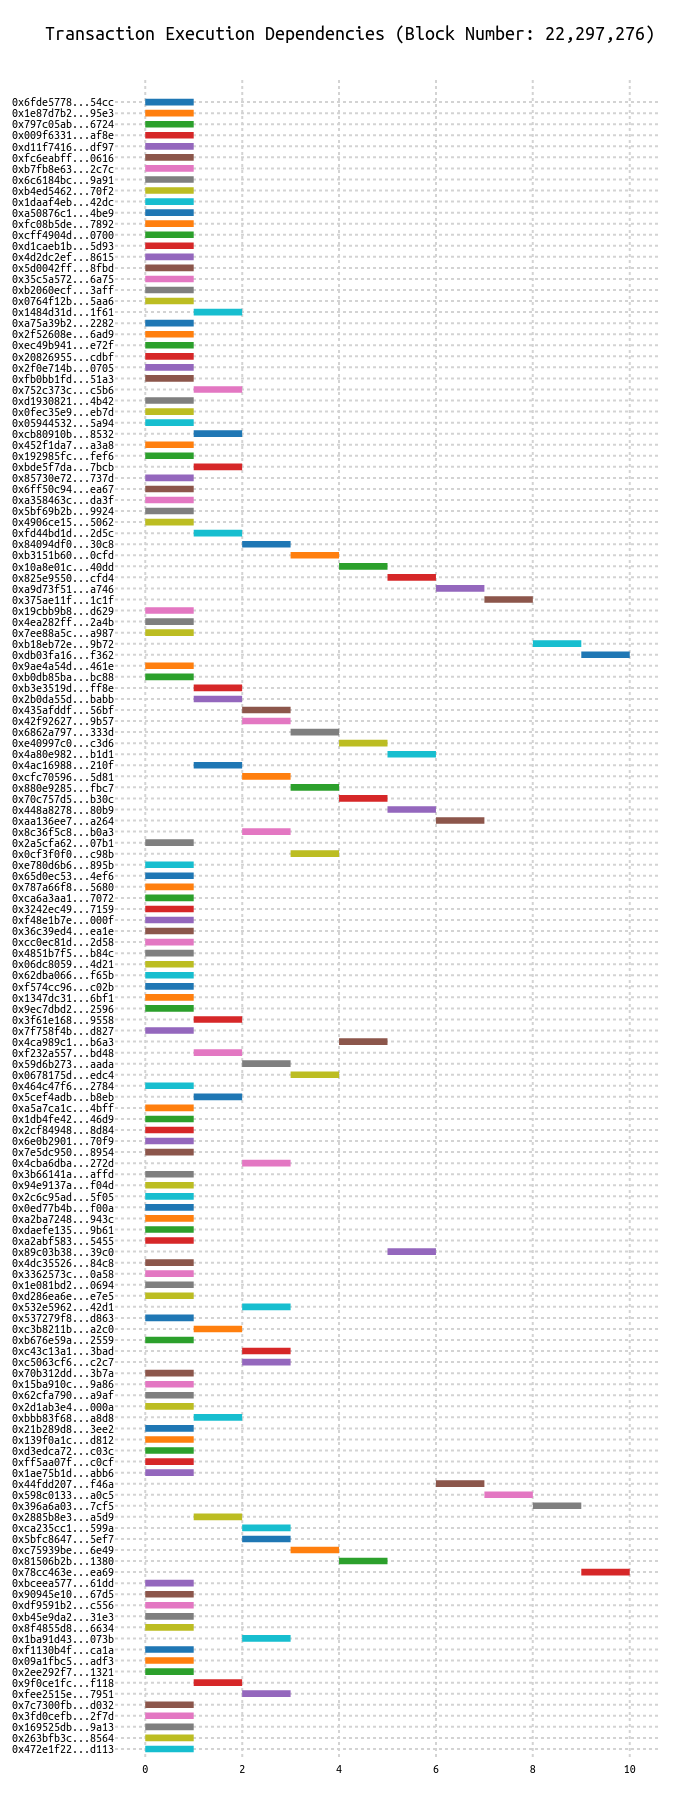 Transaction Execution Dependencies (Block Number: 22,297,276)
0x6fde5778...54cc
0x1e87d7b2...95e3
0x797c05ab...6724
0x009f6331...af8e
0xd11f7416...df97
0xfc6eabff...0616
0xb7fb8e63...2c7c
0x6c6184bc...9a91
0xb4ed5462...70f2
0x1daaf4eb...42dc
0xa50876c1...4be9
0xfc08b5de...7892
0xcff4904d...0700
0xd1caeb1b...5d93
0x4d2dc2ef...8615
0x5d0042ff...8fbd
0x35c5a572...6a75
0xb2060ecf...3aff
0x0764f12b...5aa6
0x1484d31d...1f61
0xa75a39b2...2282
0x2f52608e...6ad9
0xec49b941...e72f
0x20826955...cdbf
0x2f0e714b...0705
0xfb0bb1fd...51a3
0x752c373c...c5b6
0xd1930821...4b42
0x0fec35e9...eb7d
0x05944532...5a94
0xcb80910b...8532
0x452f1da7...a3a8
0x192985fc...fef6
0xbde5f7da...7bcb
0x85730e72...737d
0x6ff50c94...ea67
0xa358463c...da3f
0x5bf69b2b...9924
0x4906ce15...5062
0xfd44bd1d...2d5c
0x84094df0...30c8
0xb3151b60...0cfd
0x10a8e01c...40dd
0x825e9550...cfd4
0xa9d73f51...a746
0x375ae11f...1c1f
0x19cbb9b8...d629
0x4ea282ff...2a4b
0x7ee88a5c...a987
0xb18eb72e...9b72
0xdb03fa16...f362
0x9ae4a54d...461e
0xb0db85ba...bc88
0xb3e3519d...ff8e
0x2b0da55d...babb
0x435afddf...56bf
0x42f92627...9b57
0x6862a797...333d
0xe40997c0...c3d6
0x4a80e982...b1d1
0x4ac16988...210f
0xcfc70596...5d81
0x880e9285...fbc7
0x70c757d5...b30c
0x448a8278...80b9
0xaa136ee7...a264
0x8c36f5c8...b0a3
0x2a5cfa62...07b1
0x0cf3f0f0...c98b
0xe780d6b6...895b
0x65d0ec53...4ef6
0x787a66f8...5680
0xca6a3aa1...7072
0x3242ec49...7159
0xf48e1b7e...000f
0x36c39ed4...ea1e
0xcc0ec81d...2d58
0x4851b7f5...b84c
0x06dc8059...4d21
0x62dba066...f65b
0xf574cc96...c02b
0x1347dc31...6bf1
0x9ec7dbd2...2596
0x3f61e168...9558
0x7f758f4b...d827
0x4ca989c1...b6a3
0xf232a557...bd48
0x59d6b273...aada
0x0678175d...edc4
0x464c47f6...2784
0x5cef4adb...b8eb
0xa5a7ca1c...4bff
0x1db4fe42...46d9
0x2cf84948...8d84
0x6e0b2901...70f9
0x7e5dc950...8954
0x4cba6dba...272d
0x3b66141a...affd
0x94e9137a...f04d
0x2c6c95ad...5f05
0x0ed77b4b...f00a
0xa2ba7248...943c
0xdaefe135...9b61
0xa2abf583...5455
0x89c03b38...39c0
0x4dc35526...84c8
0x3362573c...0a58
0x1e081bd2...0694
0xd286ea6e...e7e5
0x532e5962...42d1
0x537279f8...d863
0xc3b8211b...a2c0
0xb676e59a...2559
0xc43c13a1...3bad
0xc5063cf6...c2c7
0x70b312dd...3b7a
0x15ba910c...9a86
0x62cfa790...a9af
0x2d1ab3e4...000a
0xbbb83f68...a8d8
0x21b289d8...3ee2
0x139f0a1c...d812
0xd3edca72...c03c
0xff5aa07f...c0cf
0x1ae75b1d...abb6
0x44fdd207...f46a
0x598c0133...a0c5
0x396a6a03...7cf5
0x2885b8e3...a5d9
0xca235cc1...599a
0x5bfc8647...5ef7
0xc75939be...6e49
0x81506b2b...1380
0x78cc463e...ea69
0xbceea577...61dd
0x90945e10...67d5
0xdf9591b2...c556
0xb45e9da2...31e3
0x8f4855d8...6634
0x1ba91d43...073b
0xf1130b4f...ca1a
0x09a1fbc5...adf3
0x2ee292f7...1321
0x9f0ce1fc...f118
0xfee2515e...7951
0x7c7300fb...d032
0x3fd0cefb...2f7d
0x169525db...9a13
0x263bfb3c...8564
0x472e1f22...d113
0 2 4 6 8 10